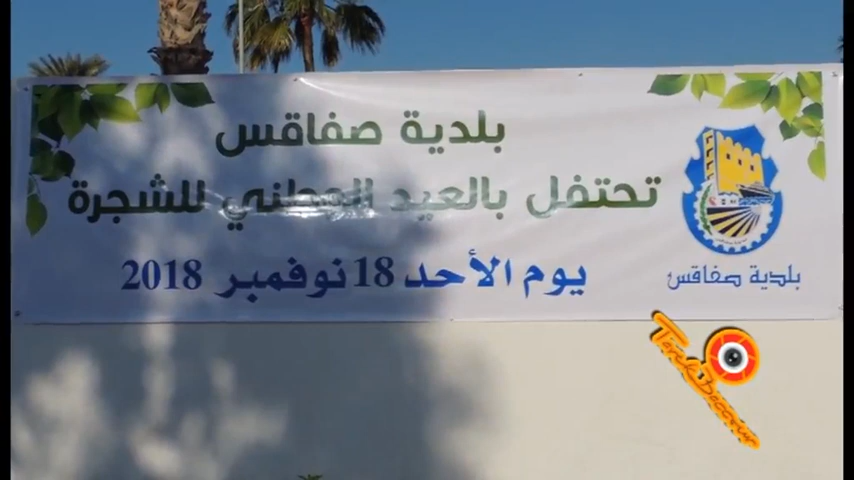 بلدية صفاقس
تحتفل بالعيد الوطني للشجرة
يوم الأحد 18 نوفمبر 2018
بلدية صفاقس